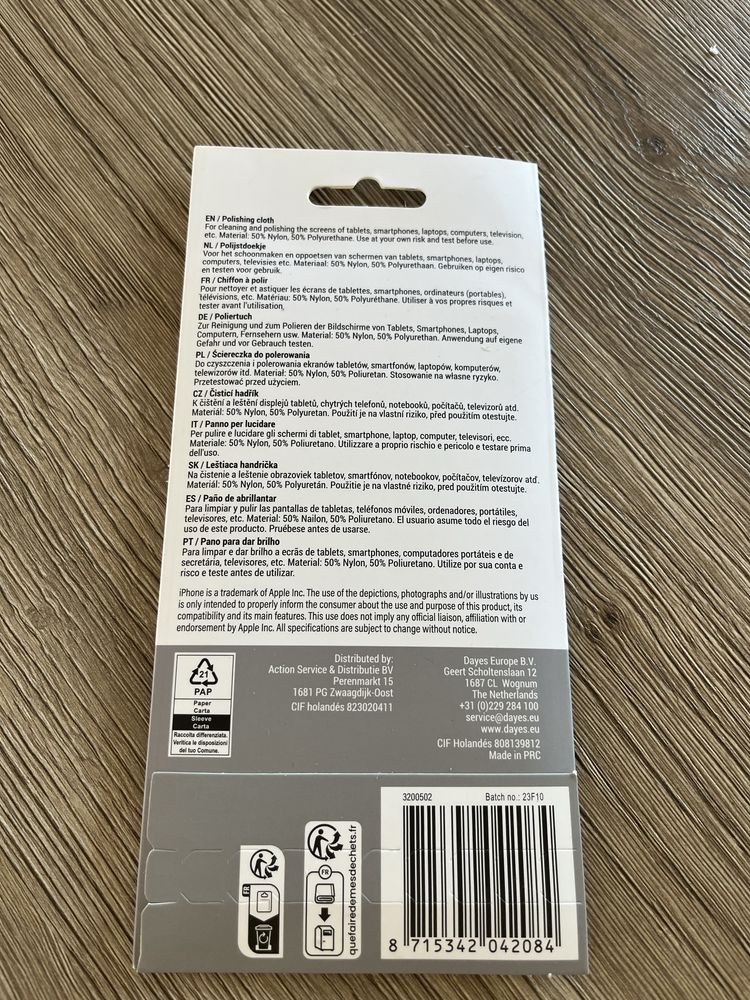 EN / Polishing cloth
For cleaning and polishing the screens of tablets, smartphones, laptops, computers, television,
etc. Material: 50% Nylon, 50% Polyurethane. Use at your own risk and test before use.
NL / Polijstdoekje
Voor het schoonmaken en oppoetsen van schermen van tablets, smartphones, laptops,
computers, televisies etc. Materiaal: 50% Nylon, 50% Polyurethaan. Gebruiken op eigen risico
en testen voor gebruik.
FR / Chiffon à polir
Pour nettoyer et astiquer les écrans de tablettes, smartphones, ordinateurs (portables),
télévisions, etc. Matériau: 50% Nylon, 50% Polyuréthane. Utiliser à vos propres risques et
tester avant l'utilisation,
DE / Poliertuch
Zur Reinigung und zum Polieren der Bildschirme von Tablets, Smartphones, Laptops,
Computern, Fernsehern usw. Material: 50% Nylon, 50% Polyurethan. Anwendung auf eigene
Gefahr und vor Gebrauch testen.
PL / Ściereczka do polerowania
Do czyszczenia i polerowania ekranów tabletów, smartfonów, laptopów, komputerów,
telewizorów itd. Materiał: 50% Nylon, 50% Poliuretan. Stosowanie na własne ryzyko.
Przetestować przed użyciem.
CZ / Čisticí hadřík
K čištění a leštění displejů tabletů, chytrých telefonů, notebooků, počítačů, televizorů atd.
Materiál: 50% Nylon, 50% Polyuretan. Použití je na vlastní riziko, před použitím otestujte.
IT / Panno per lucidare
Per pulire e lucidare gli schermi di tablet, smartphone, laptop, computer, televisori, ecc.
Materiale: 50% Nylon, 50% Poliuretano. Utilizzare a proprio rischio e pericolo e testare prima
dell'uso.
SK / Leštiaca handrička
Na čistenie a leštenie obrazoviek tabletov, smartfónov, notebookov, počítačov, televízorov atď.
Materiál: 50% Nylon, 50% Polyuretán. Použitie je na vlastné riziko, pred použitím otestujte.
ES / Paño de abrillantar
Para limpiar y pulir las pantallas de tabletas, teléfonos móviles, ordenadores, portátiles,
televisores, etc. Material: 50% Nailon, 50% Poliuretano. El usuario asume todo el riesgo del
uso de este producto. Pruébese antes de usarse.
PT / Pano para dar brilho
Para limpar e dar brilho a ecrãs de tablets, smartphones, computadores portáteis e de
secretária, televisores, etc. Material: 50% Nylon, 50% Poliuretano. Utilize por sua conta e
risco e teste antes de utilizar.
iPhone is a trademark of Apple Inc. The use of the depictions, photographs and/or illustrations by us
is only intended to properly inform the consumer about the use and purpose of this product, its
compatibility and its main features. This use does not imply any official liaison, affiliation with or
endorsement by Apple Inc. All specifications are subject to change without notice.
21
PAP
Paper
Carta
Sleeve
Carta
Raccolta differenziata.
Verifica le disposizioni
del tuo Comune.
Distributed by:
Action Service & Distributie BV
Perenmarkt 15
1681 PG Zwaagdijk-Oost
CIF holandés 823020411
Dayes Europe B.V.
Geert Scholtenslaan 12
1687 CL Wognum
The Netherlands
+31 (0)229 284 100
service@dayes.eu
www.dayes.eu
CIF Holandés 808139812
Made in PRC
FR
FR
quefairedemesdechets.fr
3200502 Batch no.: 23F10
8 715342 042084